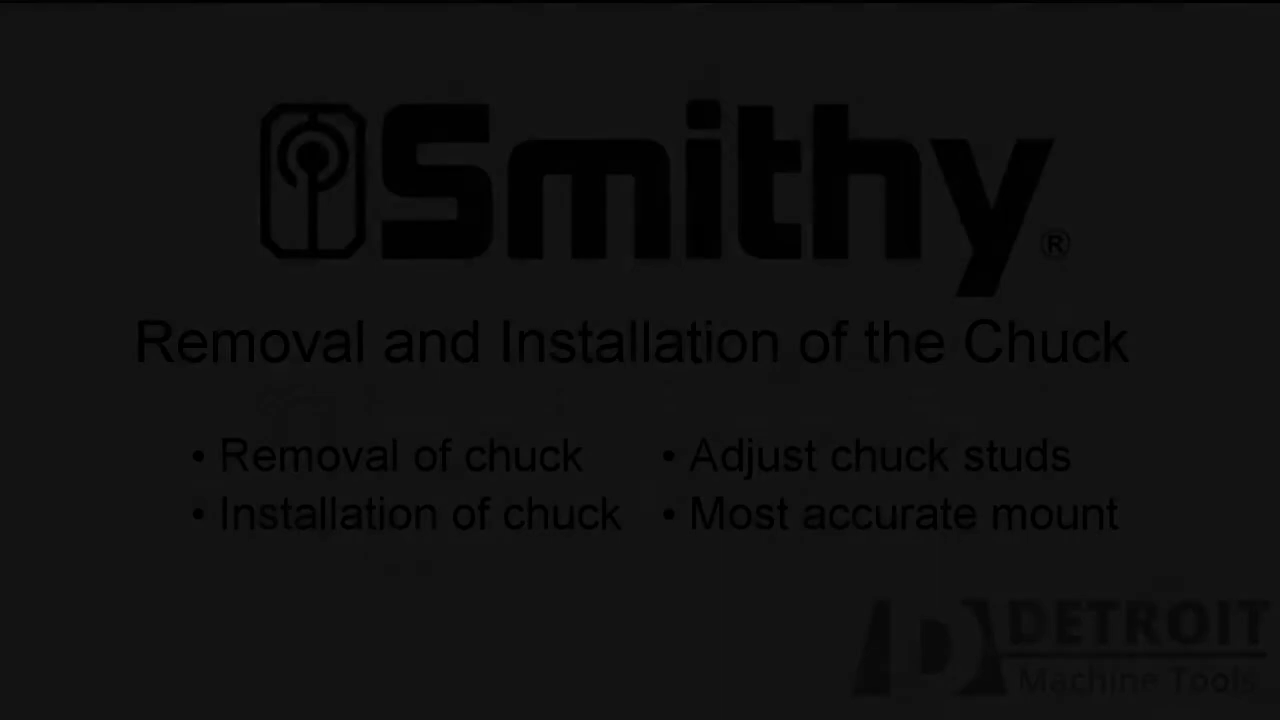 Smithy®
Removal and Installation of the Chuck
• Removal of chuck
• Installation of chuck
• Adjust chuck studs
• Most accurate mount
DETROIT
Machine Tools